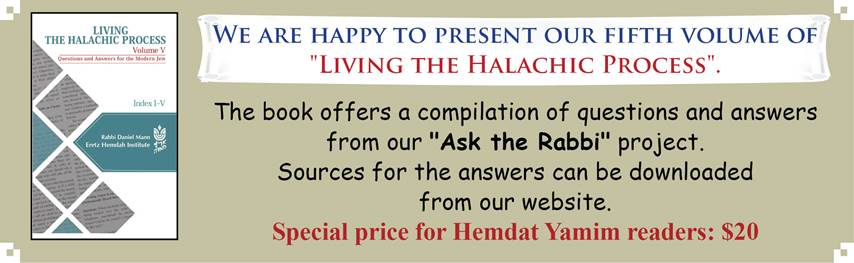 LIVING
THE HALACHIC PROCESS
Volume V
Questions and Answers for the Modern Jew
Index I-V
Rabbi Daniel Mann
Eretz Hemdah Institute
WE ARE HAPPY TO PRESENT OUR FIFTH VOLUME OF
"LIVING THE HALACHIC PROCESS".
The book offers a compilation of questions and answers
from our "Ask the Rabbi" project.
Sources for the answers can be downloaded
from our website.
Special price for Hemdat Yamim readers: $20